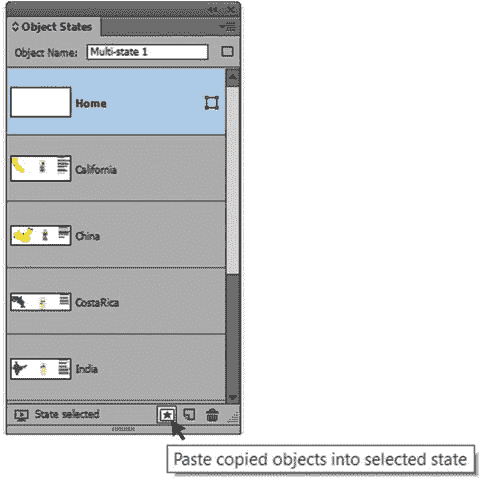 Object States
Object Name: Multi-state 1
Home
California
China
CostaRica
India
State selected
Paste copied objects into selected state